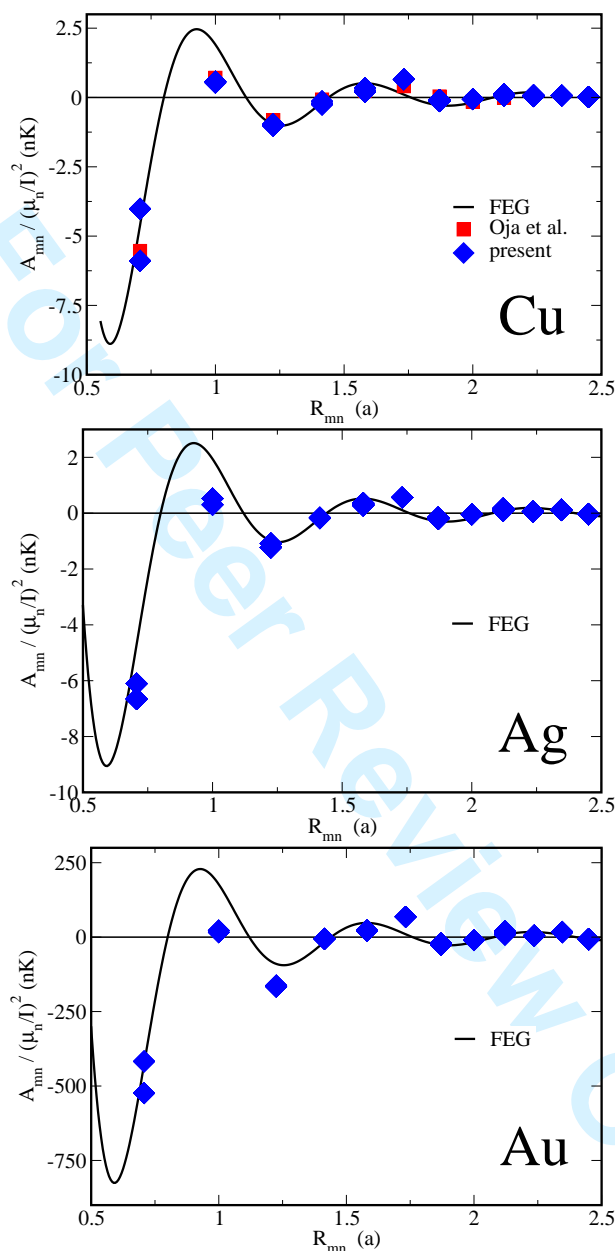 2.5
0
-2.5
-5
-7.5
-10
A_mn / (μ_n/I)^2 (nK)
FEG
Oja et al.
present
Cu
0.5 1 1.5 2 2.5
R_mn (a)
2
0
-2
-4
-6
-8
-10
A_mn / (μ_n/I)^2 (nK)
FEG
Ag
0.5 1 1.5 2 2.5
R_mn (a)
250
0
-250
-500
-750
A_mn / (μ_n/I)^2 (nK)
FEG
Au
0.5 1 1.5 2 2.5
R_mn (a)
For Peer Review O